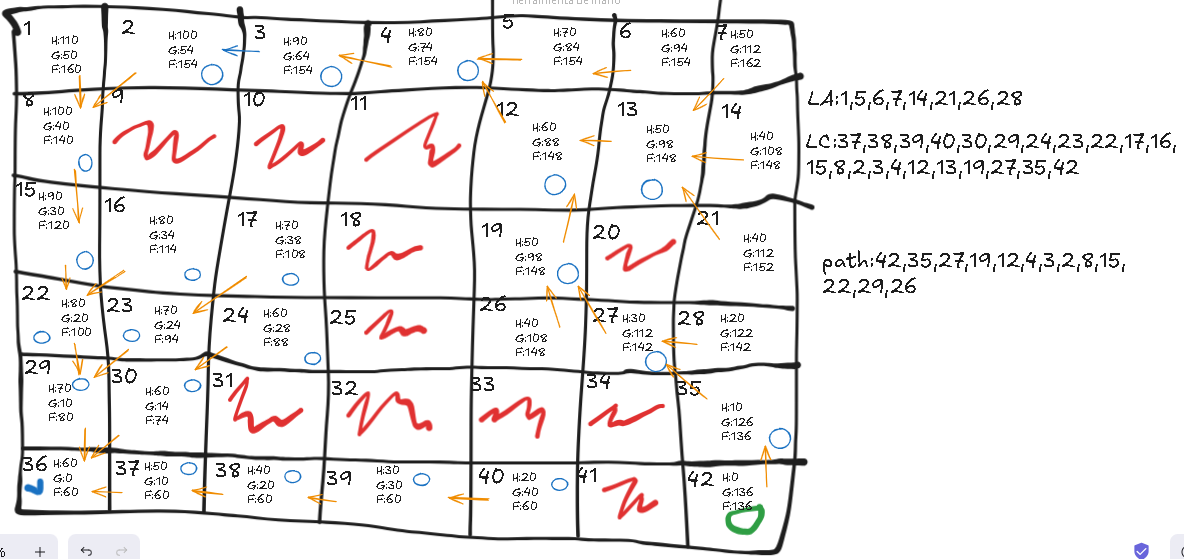 herramienta de mano
1
H:110
G:50
F:160
2
H:100
G:54
F:154
3
H:90
G:64
F:154
4
H:80
G:74
F:154
5
H:70
G:84
F:154
6
H:60
G:94
F:154
7
H:50
G:112
F:162
8
H:100
G:40
F:140
9
10
11
12
H:60
G:88
F:148
13
H:50
G:98
F:148
14
H:40
G:108
F:148
15
H:90
G:30
F:120
16
H:80
G:34
F:114
17
H:70
G:38
F:108
18
19
H:50
G:98
F:148
20
21
H:40
G:112
F:152
22
H:80
G:20
F:100
23
H:70
G:24
F:94
24
H:60
G:28
F:88
25
26
H:40
G:108
F:148
27
H:30
G:112
F:142
28
H:20
G:122
F:142
29
H:70
G:10
F:80
30
H:60
G:14
F:74
31
32
33
34
35
H:10
G:126
F:136
36
H:60
G:0
F:60
37
H:50
G:10
F:60
38
H:40
G:20
F:60
39
H:30
G:30
F:60
40
H:20
G:40
F:60
41
42
H:0
G:136
F:136
LA:1,5,6,7,14,21,26,28
LC:37,38,39,40,30,29,24,23,22,17,16,
15,8,2,3,4,12,13,19,27,35,42
path:42,35,27,19,12,4,3,2,8,15,
22,29,26